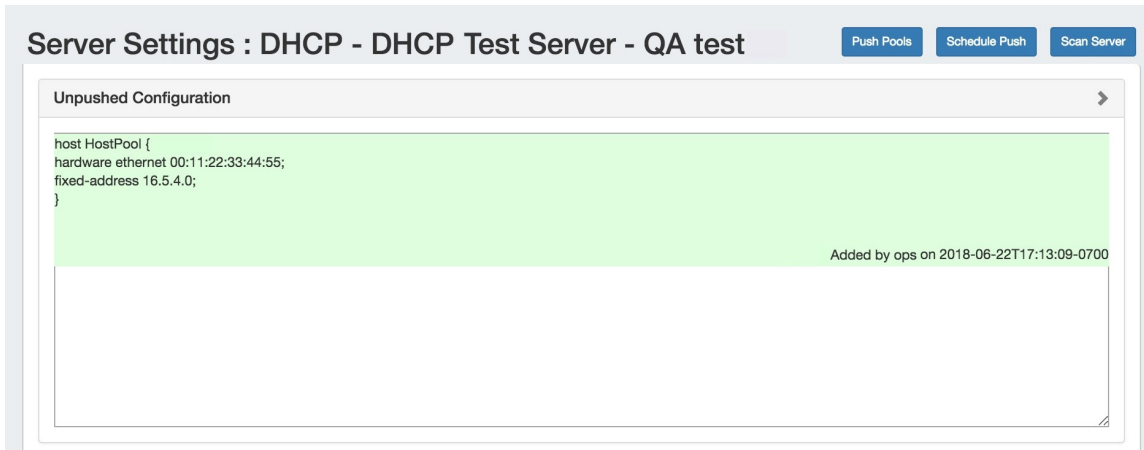 Server Settings : DHCP - DHCP Test Server - QA test
Push Pools
Schedule Push
Scan Server
Unpushed Configuration
host HostPool {
hardware ethernet 00:11:22:33:44:55;
fixed-address 16.5.4.0;
}
Added by ops on 2018-06-22T17:13:09-0700